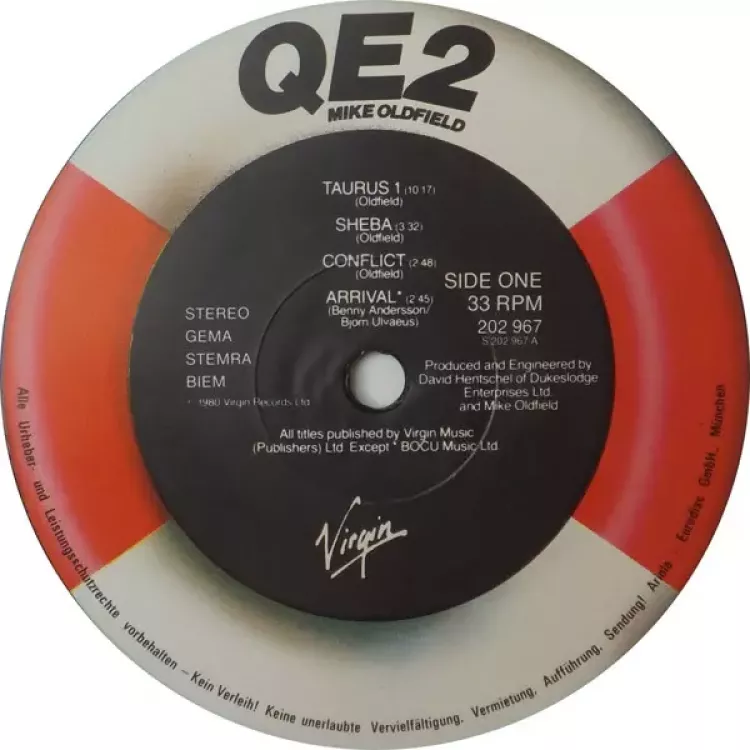 QE2
MIKE OLDFIELD
TAURUS 1 (10 17)
(Oldfield)
SHEBA (3 32)
(Oldfield)
CONFLICT (2 48)
(Oldfield)
ARRIVAL* (2 45)
(Benny Andersson/
Bjorn Ulvaeus)
SIDE ONE
33 RPM
202 967
S 202 967 A
STEREO
GEMA
STEMRA
BIEM
℗ 1980 Virgin Records Ltd
Produced and Engineered by
David Hentschel of Dukeslodge
Enterprises Ltd.
and Mike Oldfield
All titles published by Virgin Music
(Publishers) Ltd Except * BOCU Music Ltd.
Virgin
Alle Urheber- und Leistungsschutzrechte vorbehalten – Kein Verleih! Keine unerlaubte Vervielfältigung, Vermietung, Aufführung, Sendung! Ariola - Eurodisc GmbH., München